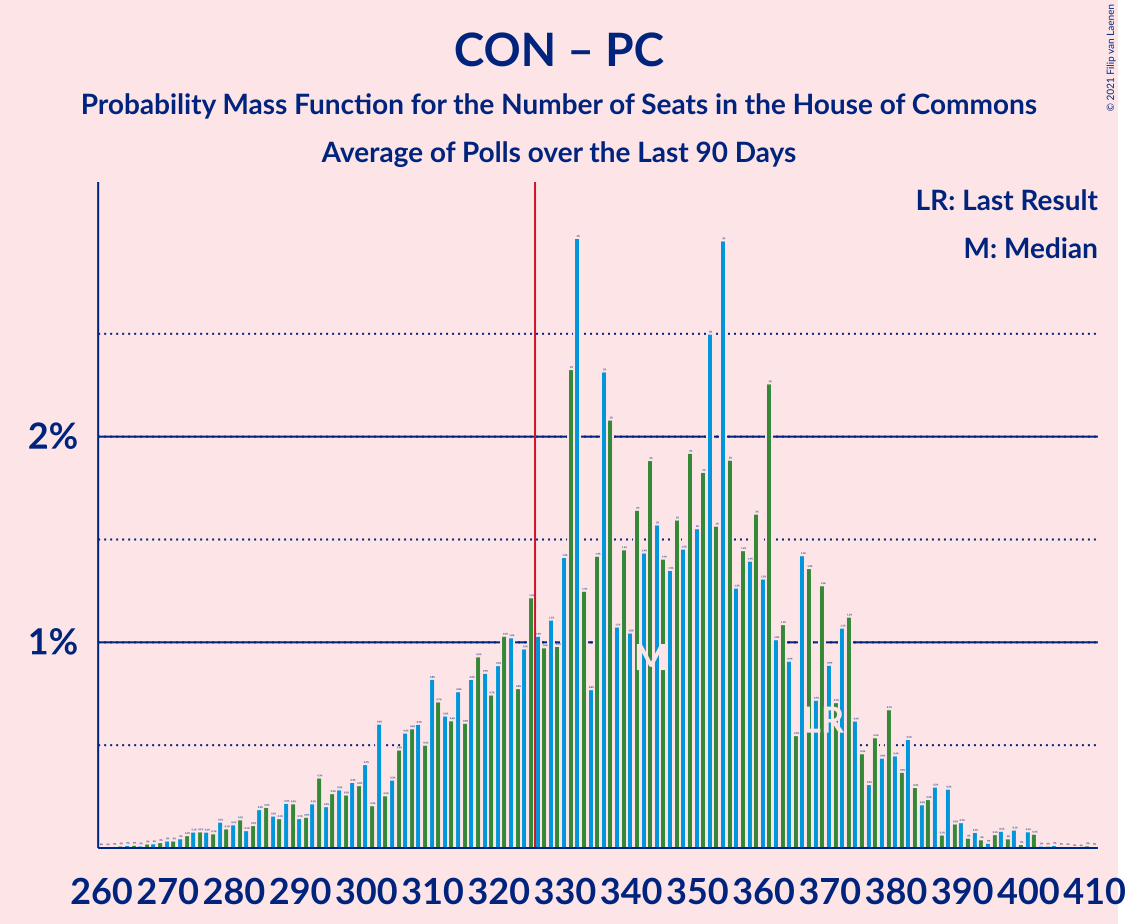 CON – PC
Probability Mass Function for the Number of Seats in the House of Commons
Average of Polls over the Last 90 Days
© 2021 Filip van Laenen
LR: Last Result
M: Median
2%
1%
M
LR
260 270 280 290 300 310 320 330 340 350 360 370 380 390 400 410